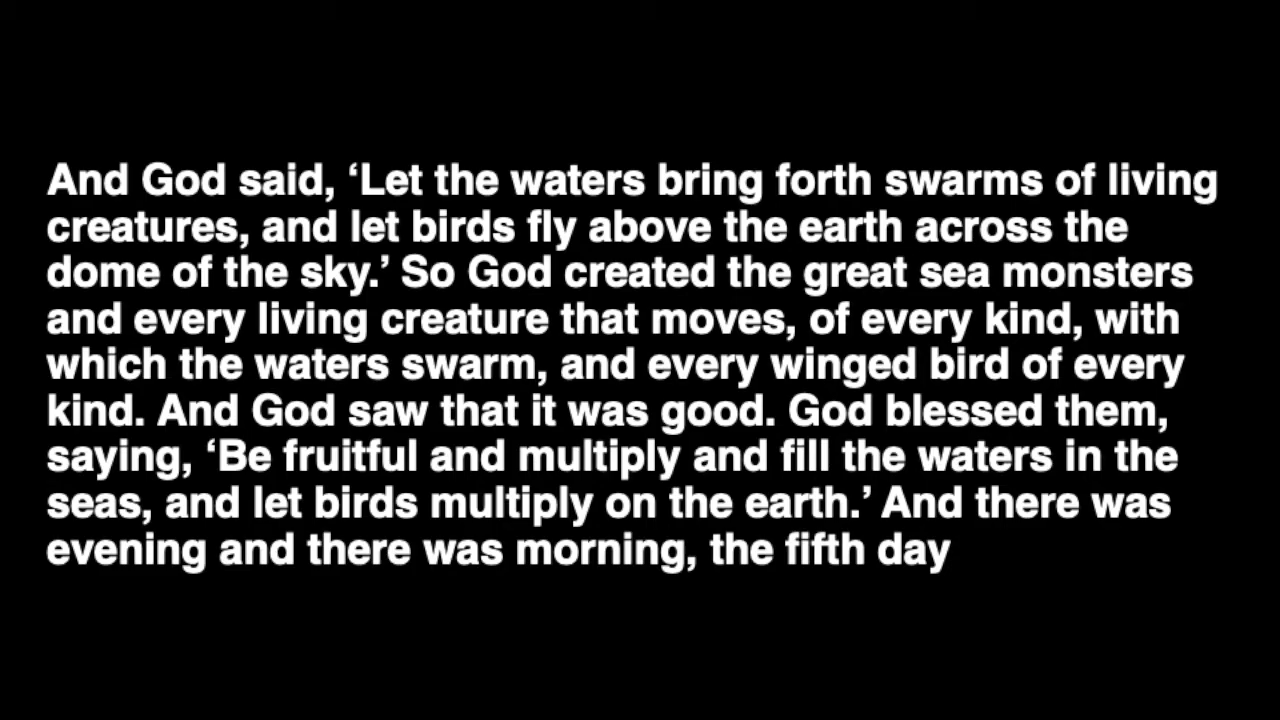 And God said, ‘Let the waters bring forth swarms of living
creatures, and let birds fly above the earth across the
dome of the sky.’ So God created the great sea monsters
and every living creature that moves, of every kind, with
which the waters swarm, and every winged bird of every
kind. And God saw that it was good. God blessed them,
saying, ‘Be fruitful and multiply and fill the waters in the
seas, and let birds multiply on the earth.’ And there was
evening and there was morning, the fifth day